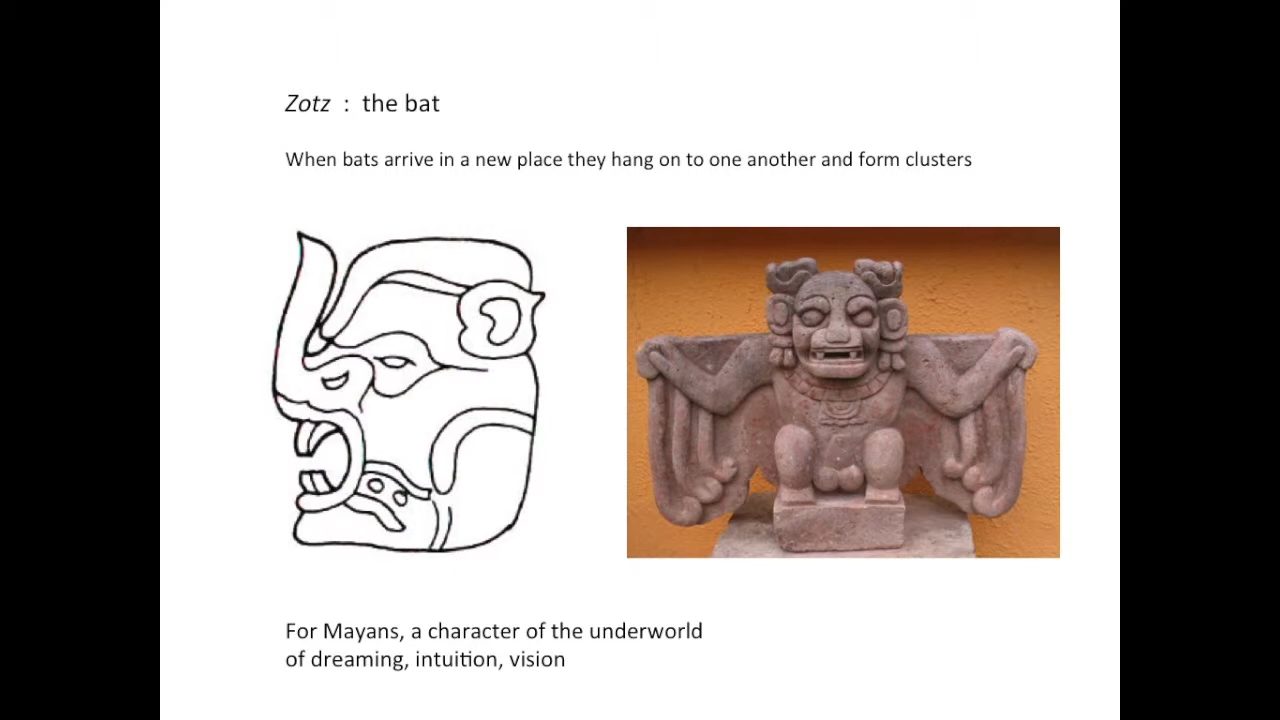 Zotz : the bat
When bats arrive in a new place they hang on to one another and form clusters
For Mayans, a character of the underworld
of dreaming, intuition, vision